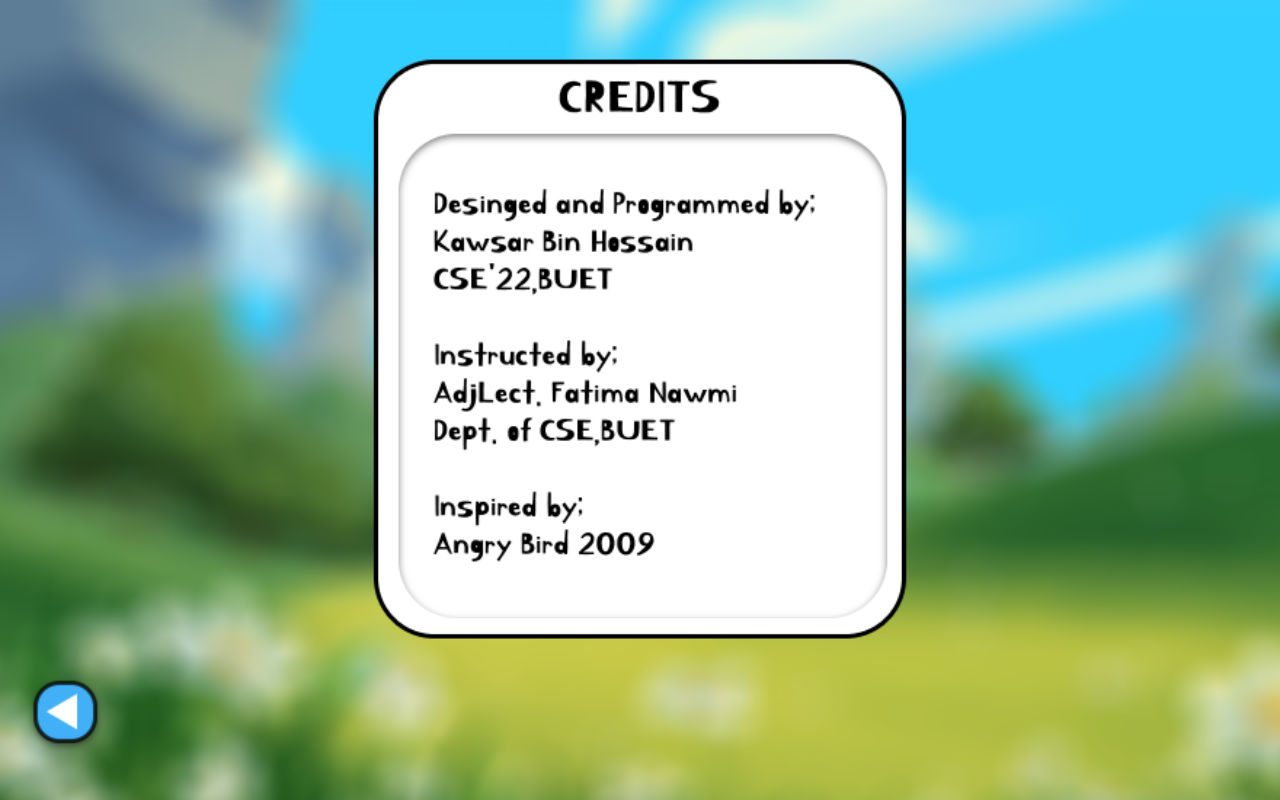 CREDITS
Desinged and Programmed by;
Kawsar Bin Hossain
CSE'22,BUET
Instructed by;
AdjLect. Fatima Nawmi
Dept. of CSE,BUET
Inspired by;
Angry Bird 2009